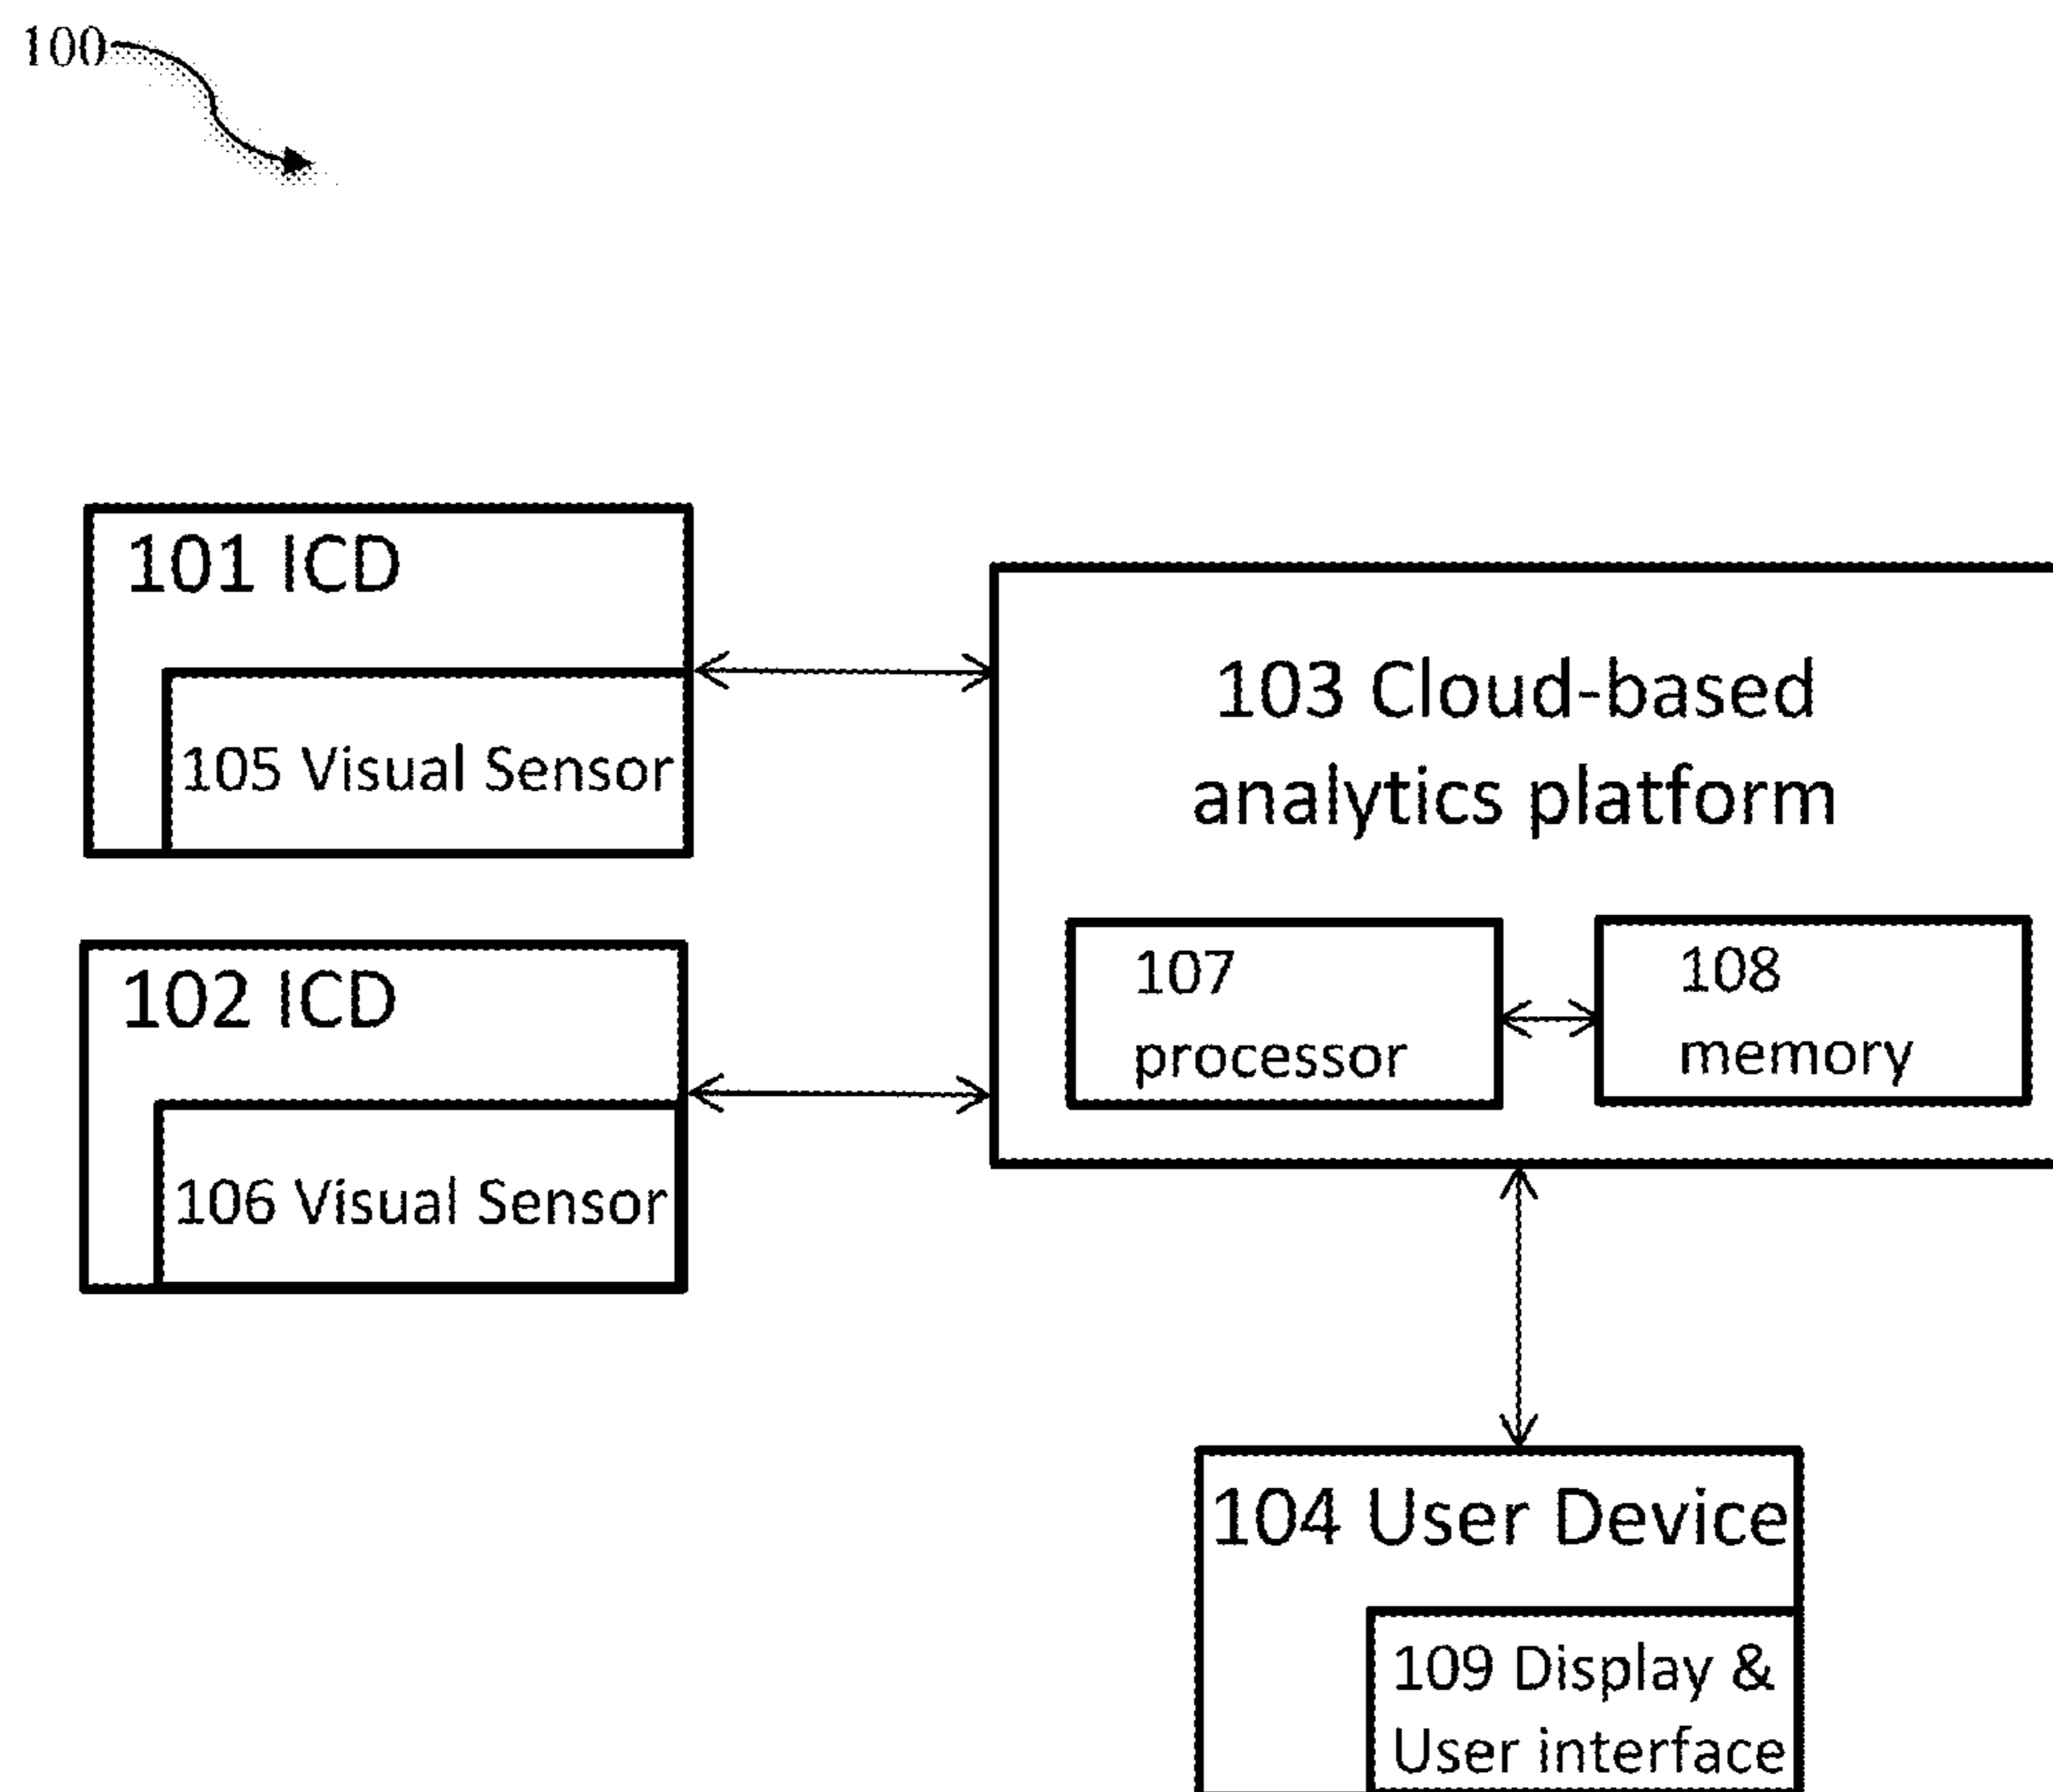 100
101 ICD
105 Visual Sensor
102 ICD
106 Visual Sensor
103 Cloud-based
analytics platform
107
processor
108
memory
104 User Device
109 Display &
User interface